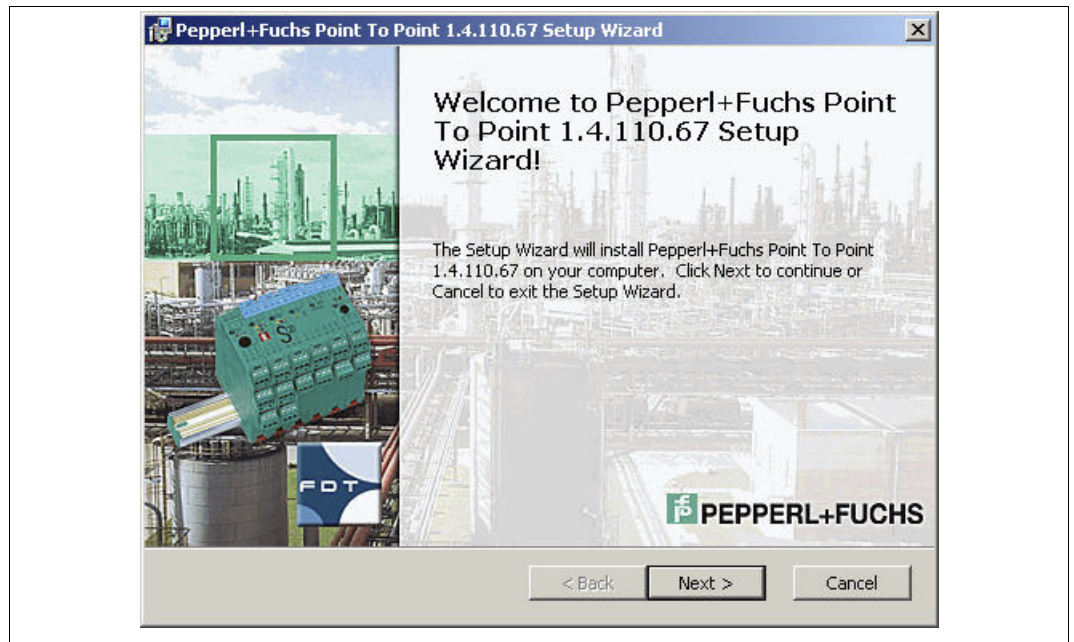 Pepperl+Fuchs Point To Point 1.4.110.67 Setup Wizard
Welcome to Pepperl+Fuchs Point
To Point 1.4.110.67 Setup
Wizard!
The Setup Wizard will install Pepperl+Fuchs Point To Point
1.4.110.67 on your computer. Click Next to continue or
Cancel to exit the Setup Wizard.
FDT
PEPPERL+FUCHS
< Back
Next >
Cancel